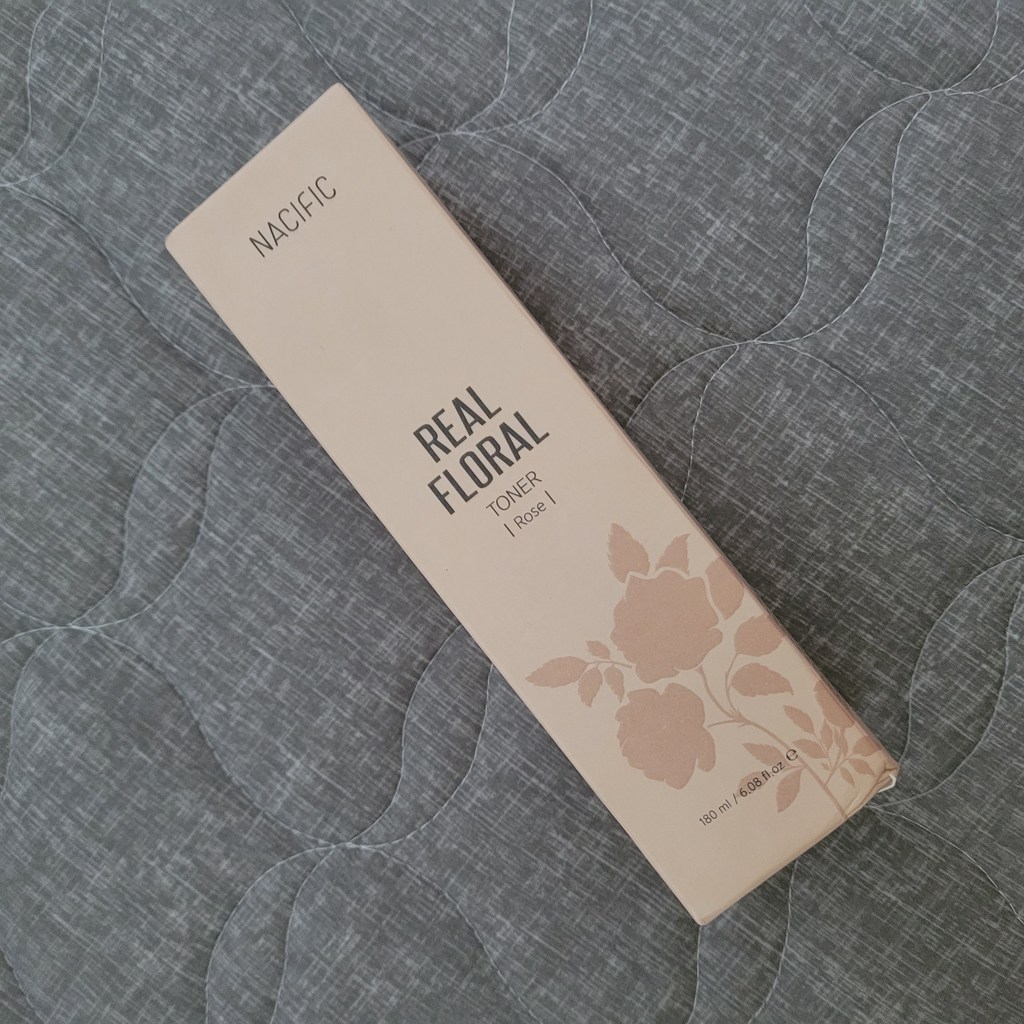 NACIFIC
REAL
FLORAL
TONER
| Rose |
180 ml / 6.08 fl.oz ℮